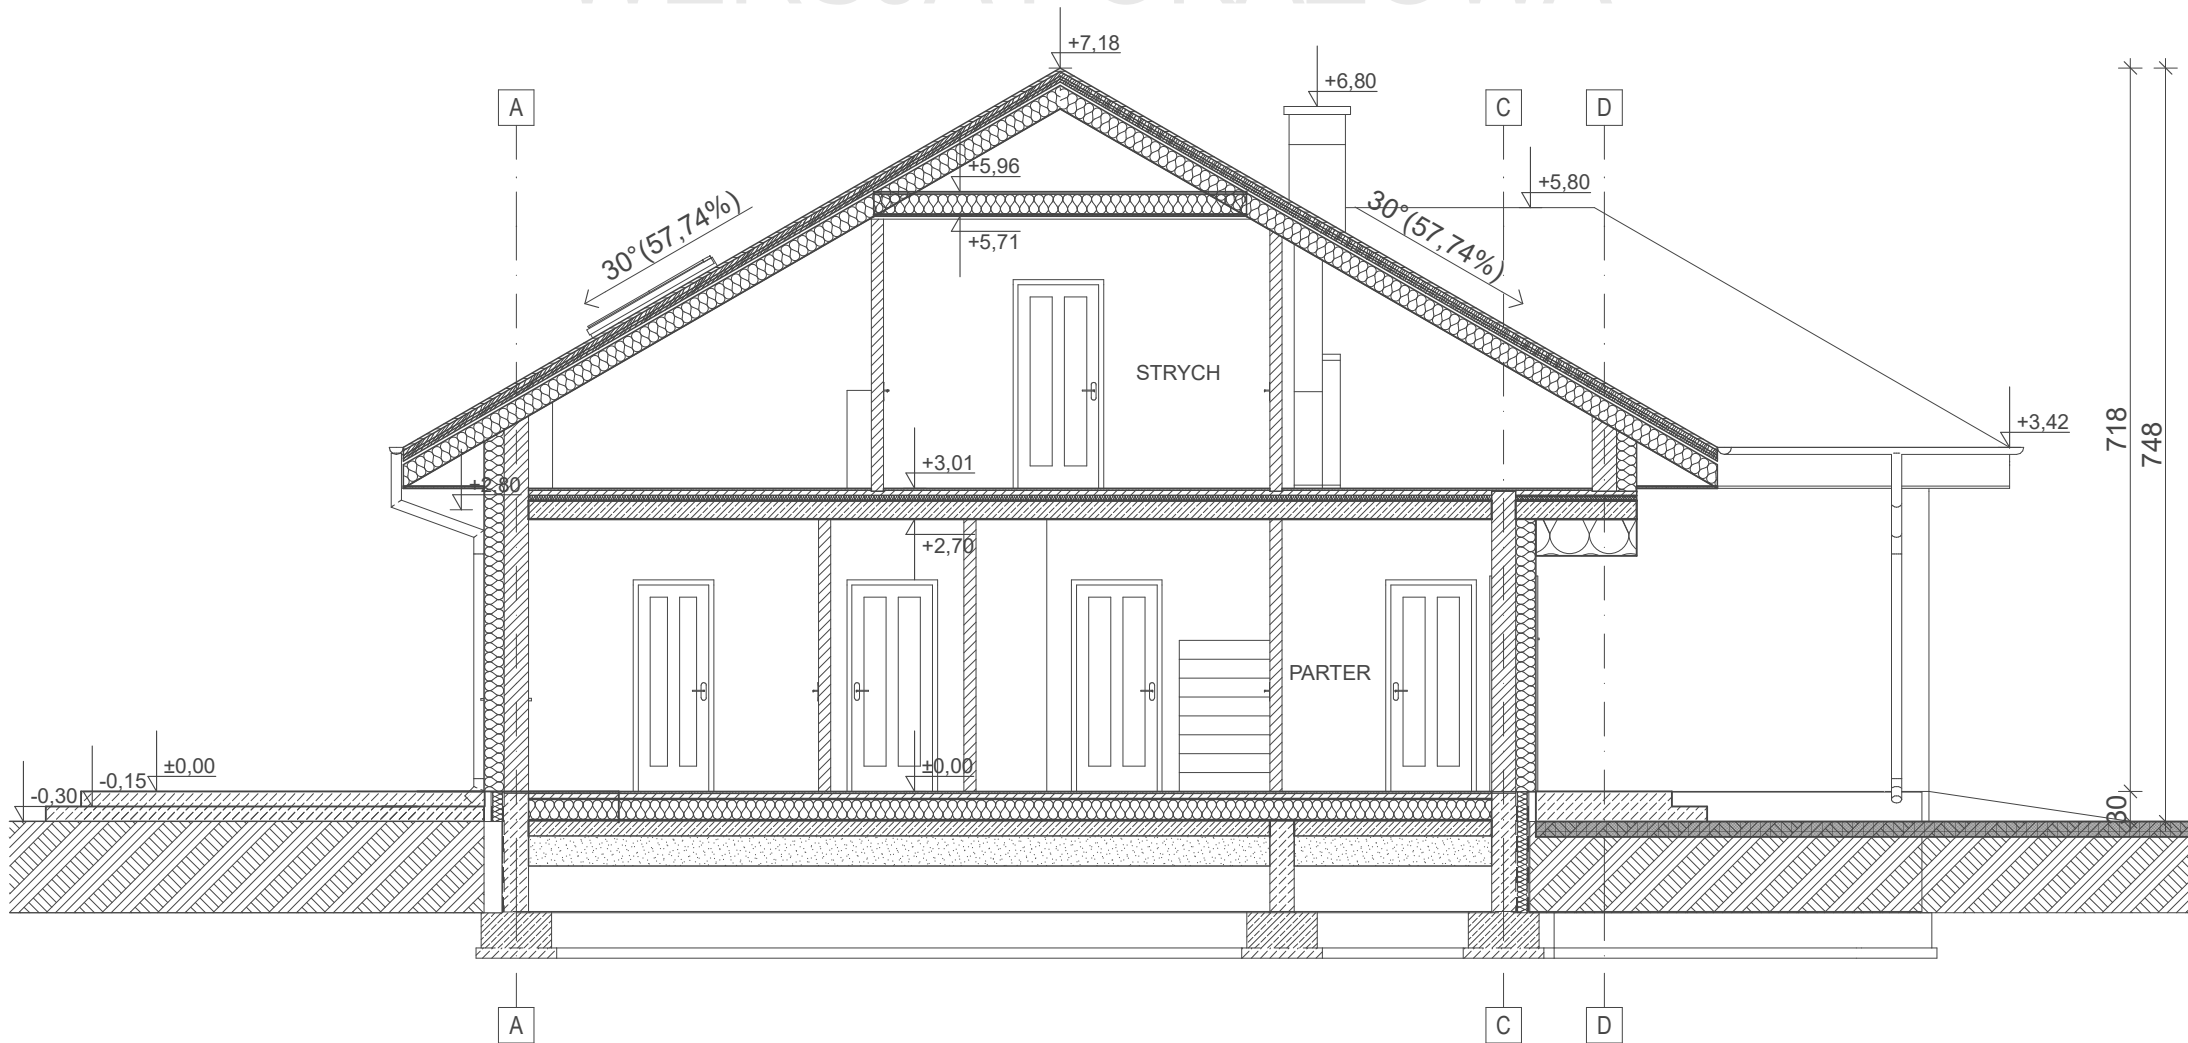 +7,18
+6,80
A
C
D
+5,96
+5,80
30°(57,74%)
30°(57,74%)
+5,71
STRYCH
+3,42
718
748
+3,01
+2,80
+2,70
PARTER
±0,00
±0,00
-0,15
-0,30
30
A
C
D